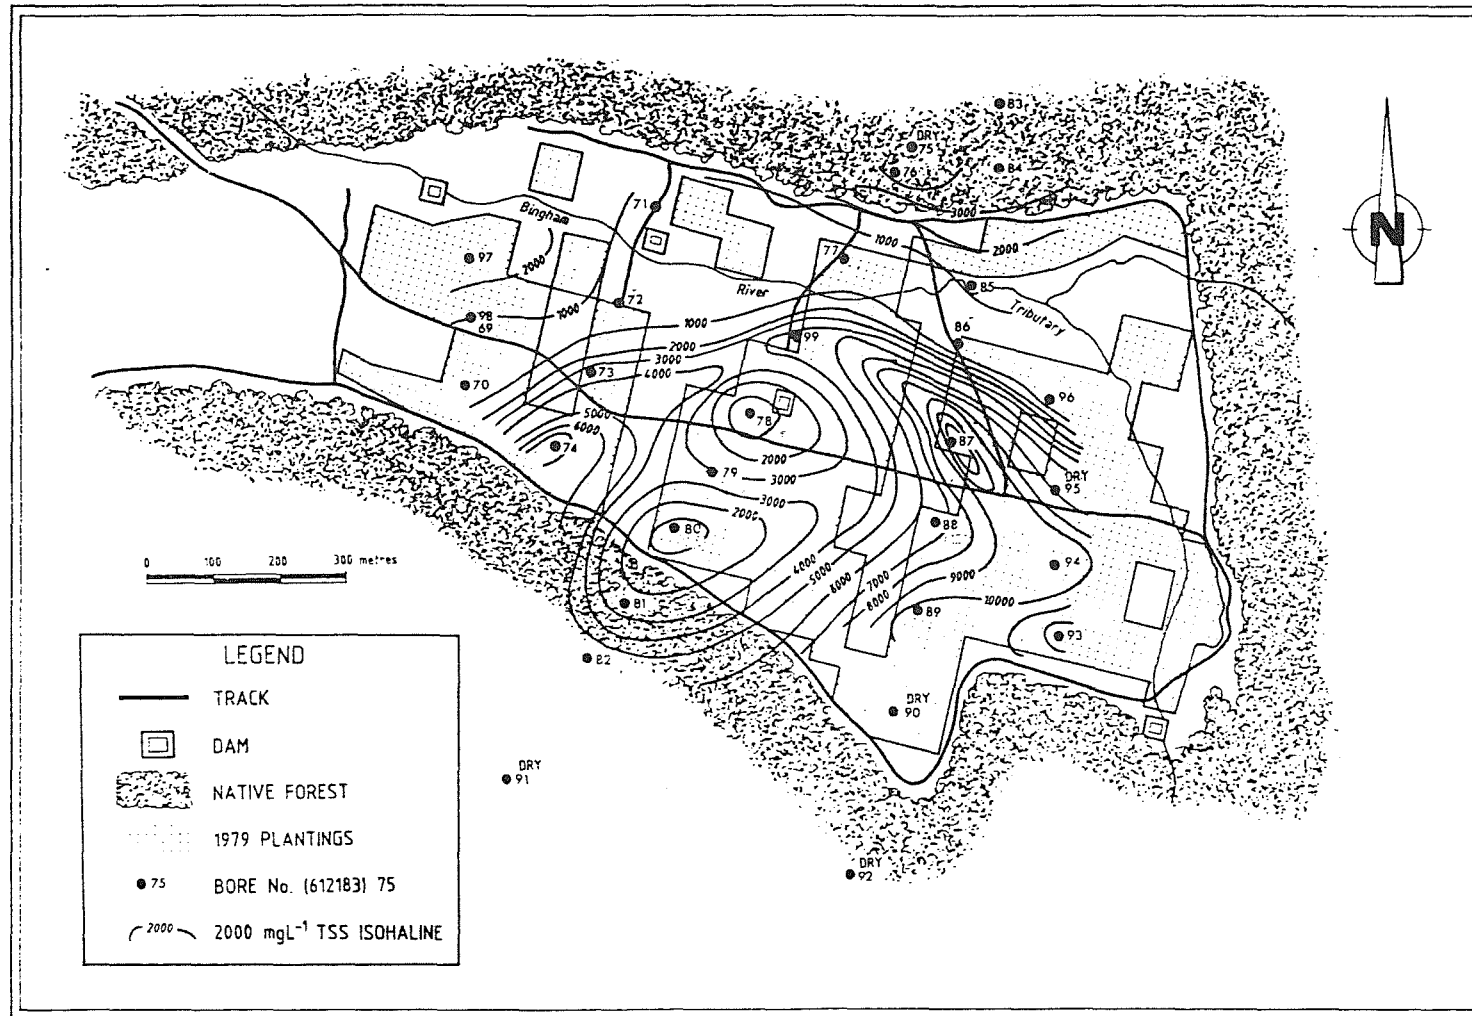 83
DRY
75
76
84
3000
71
Bingham
1000
2000
97
2000
77
85
River
Tributary
72
1000
98
69
1000
86
99
2000
3000
4000
73
70
96
78
5000
6000
74
87
2000
79
3000
DRY
95
3000
2000
80
88
4000
5000
6000
7000
8000
9000
94
10000
0 100 200 300 metres
B
81
89
93
82
DRY
90
DRY
91
DRY
92
N
LEGEND
TRACK
DAM
NATIVE FOREST
1979 PLANTINGS
75 BORE No. (612183) 75
2000 2000 mgL⁻¹ TSS ISOHALINE